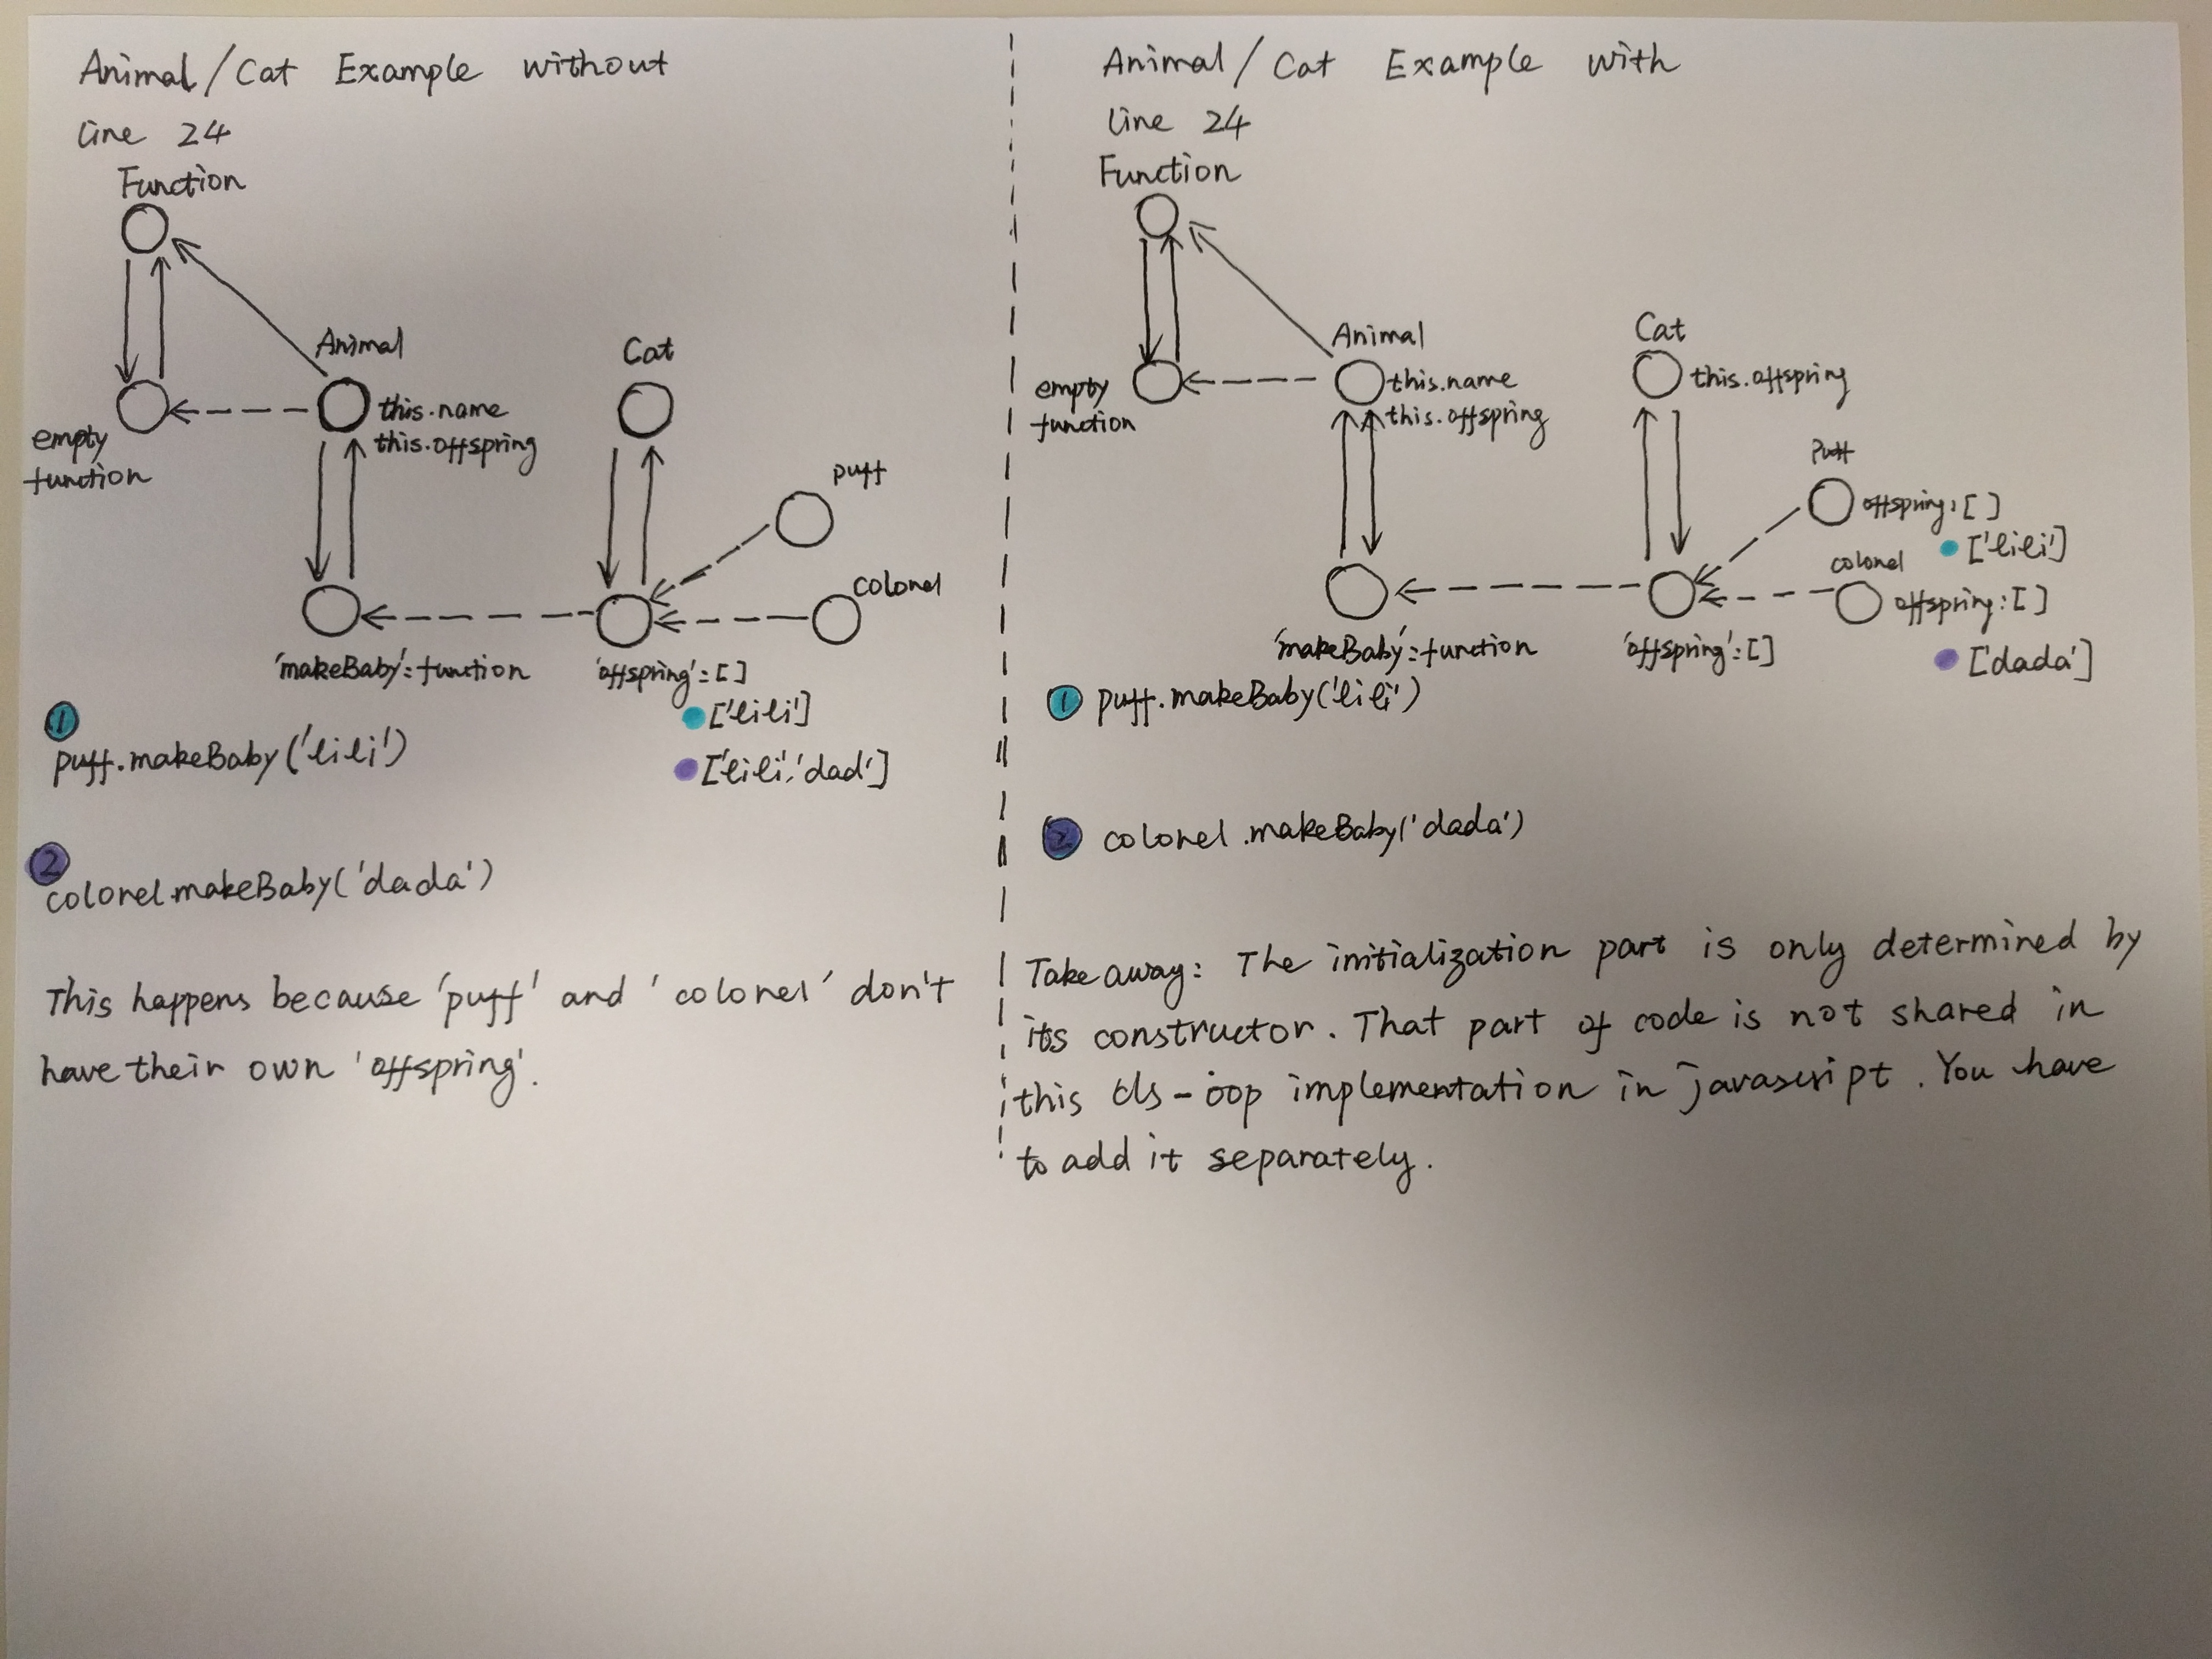 Animal/Cat Example without
line 24
Function
Animal
this.name
this.offspring
empty
function
Cat
puff
colonel
'makeBaby':function
'offspring':[]
['lili']
['lili','dad']
1
puff.makeBaby('lili')
2
colonel.makeBaby('dada')
This happens because 'puff' and 'colonel' don't
have their own 'offspring'.
Animal/Cat Example with
line 24
Function
Animal
this.name
this.offspring
empty
function
Cat
this.offspring
Puff
offspring:[]
['lili']
colonel
offspring:[]
['dada']
'makeBaby':function
'offspring':[]
1 puff.makeBaby('lili')
2 colonel.makeBaby('dada')
Take away: The initialization part is only determined by
its constructor. That part of code is not shared in
this cls-oop implementation in javascript. You have
to add it separately.